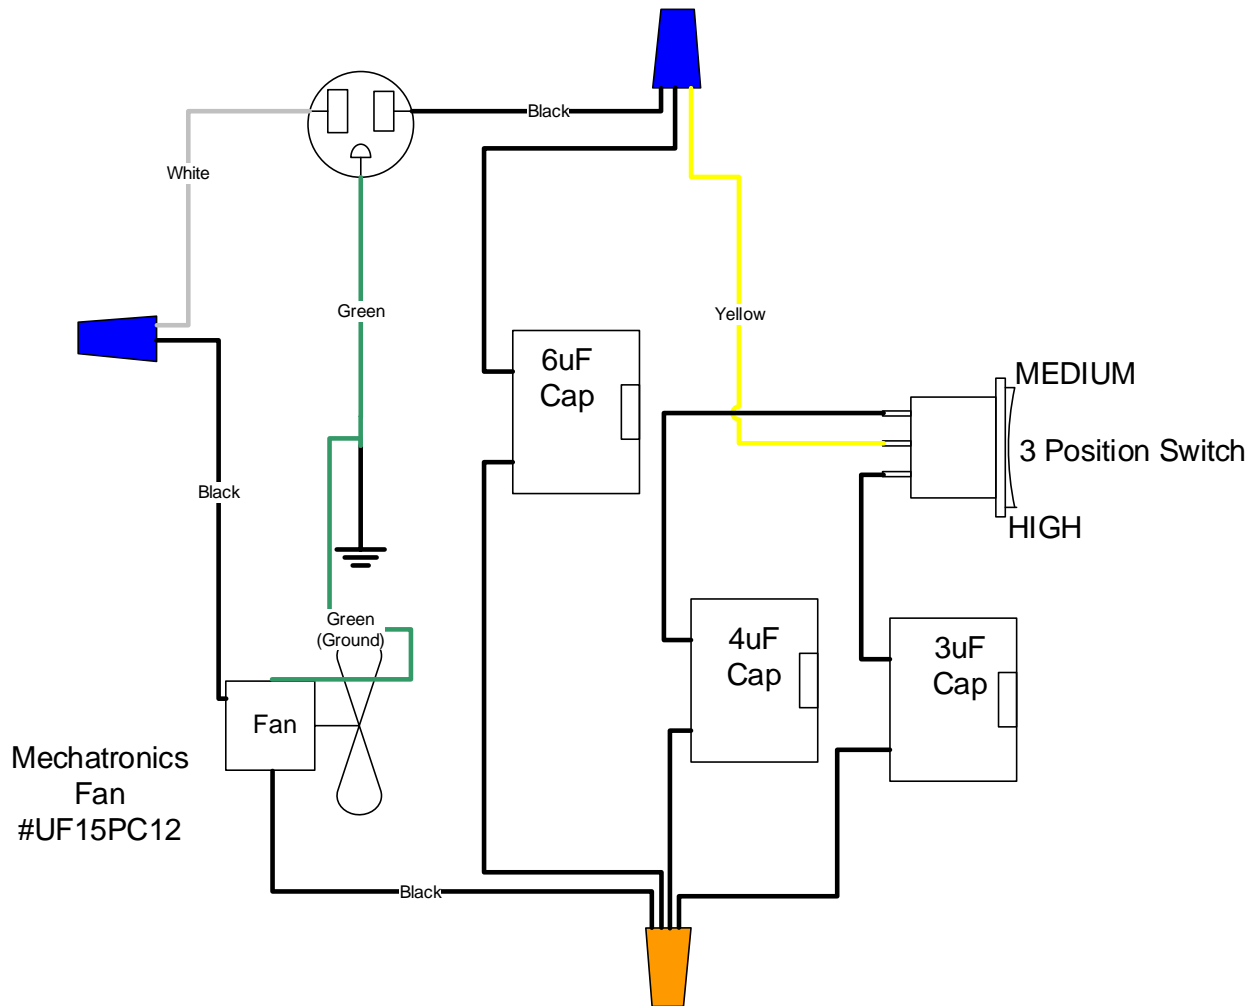 Black
White
Green
Yellow
6uF
Cap
MEDIUM
3 Position Switch
HIGH
Black
Green
(Ground)
4uF
Cap
3uF
Cap
Fan
Mechatronics
Fan
#UF15PC12
Black